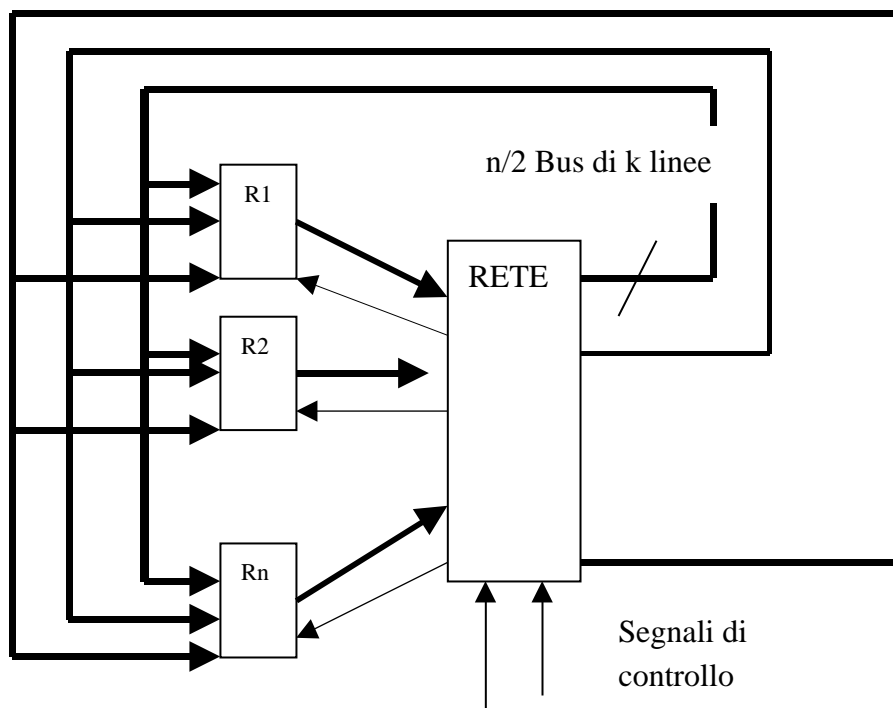 n/2 Bus di k linee
R1
RETE
R2
Rn
Segnali di
controllo